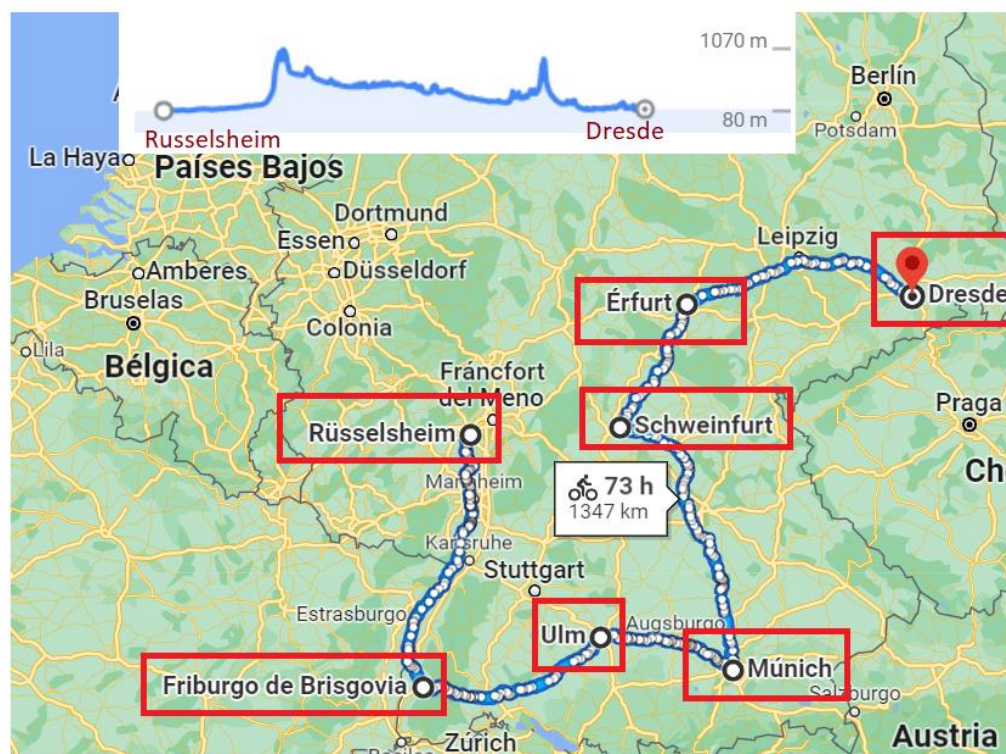 1070 m
80 m
Russelsheim
Dresde
Berlín
Potsdam
La Haya
Países Bajos
Dortmund
Essen
Leipzig
Amberes
Düsseldorf
Dresde
Bruselas
Érfurt
Colonia
Lila
Bélgica
Fráncfort
del Meno
Praga
Schweinfurt
Rüsselsheim
Ch
Mannheim
73 h
1347 km
Karlsruhe
Stuttgart
Estrasburgo
Augsburgo
Ulm
Múnich
Friburgo de Brisgovia
Salzburgo
Zúrich
Austria